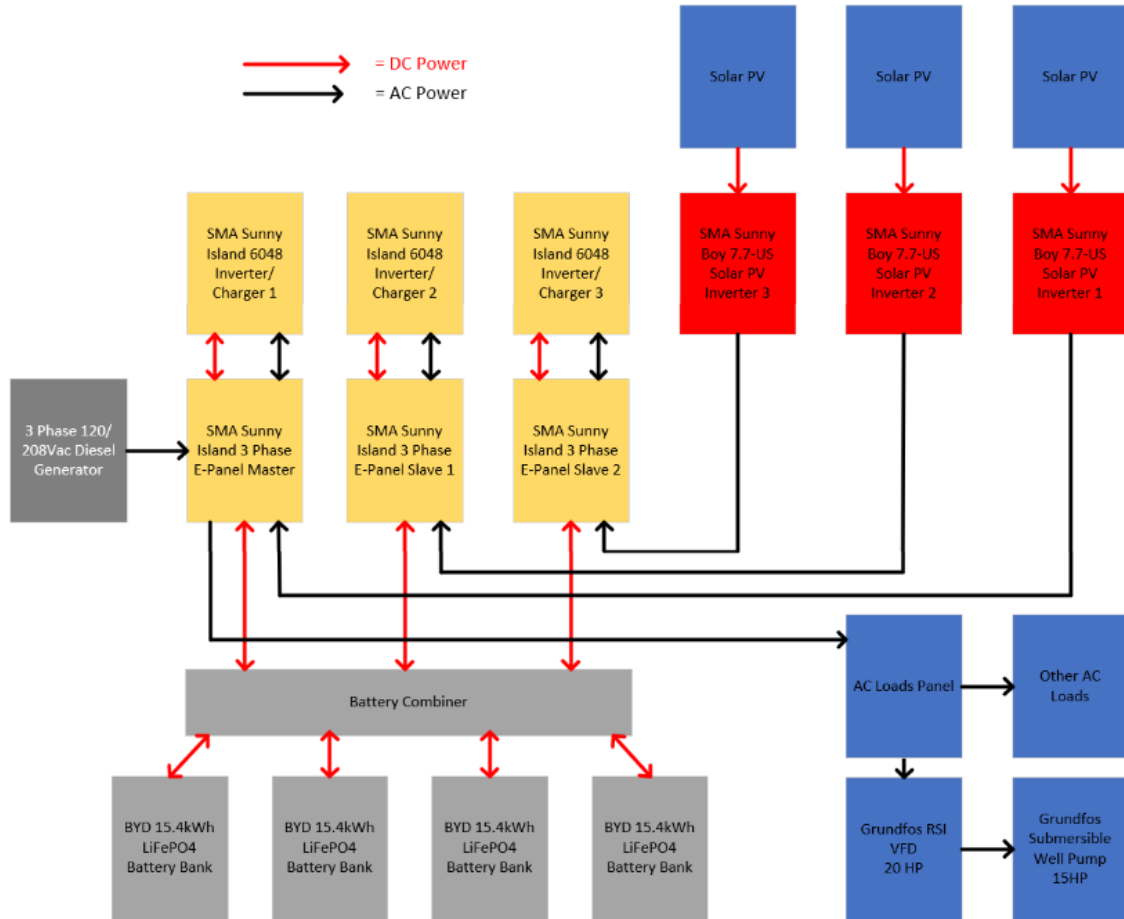 = DC Power
= AC Power
Solar PV
Solar PV
Solar PV
SMA Sunny
Island 6048
Inverter/
Charger 1
SMA Sunny
Island 6048
Inverter/
Charger 2
SMA Sunny
Island 6048
Inverter/
Charger 3
SMA Sunny
Boy 7.7-US
Solar PV
Inverter 3
SMA Sunny
Boy 7.7-US
Solar PV
Inverter 2
SMA Sunny
Boy 7.7-US
Solar PV
Inverter 1
3 Phase 120/
208Vac Diesel
Generator
SMA Sunny
Island 3 Phase
E-Panel Master
SMA Sunny
Island 3 Phase
E-Panel Slave 1
SMA Sunny
Island 3 Phase
E-Panel Slave 2
Battery Combiner
AC Loads Panel
Other AC
Loads
BYD 15.4kWh
LiFePO4
Battery Bank
BYD 15.4kWh
LiFePO4
Battery Bank
BYD 15.4kWh
LiFePO4
Battery Bank
BYD 15.4kWh
LiFePO4
Battery Bank
Grundfos RSI
VFD
20 HP
Grundfos
Submersible
Well Pump
15HP